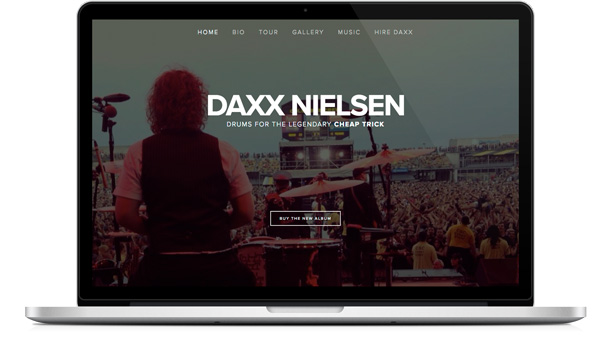 HOME BIO TOUR GALLERY MUSIC HIRE DAXX
DAXX NIELSEN
DRUMS FOR THE LEGENDARY CHEAP TRICK
BUY THE NEW ALBUM